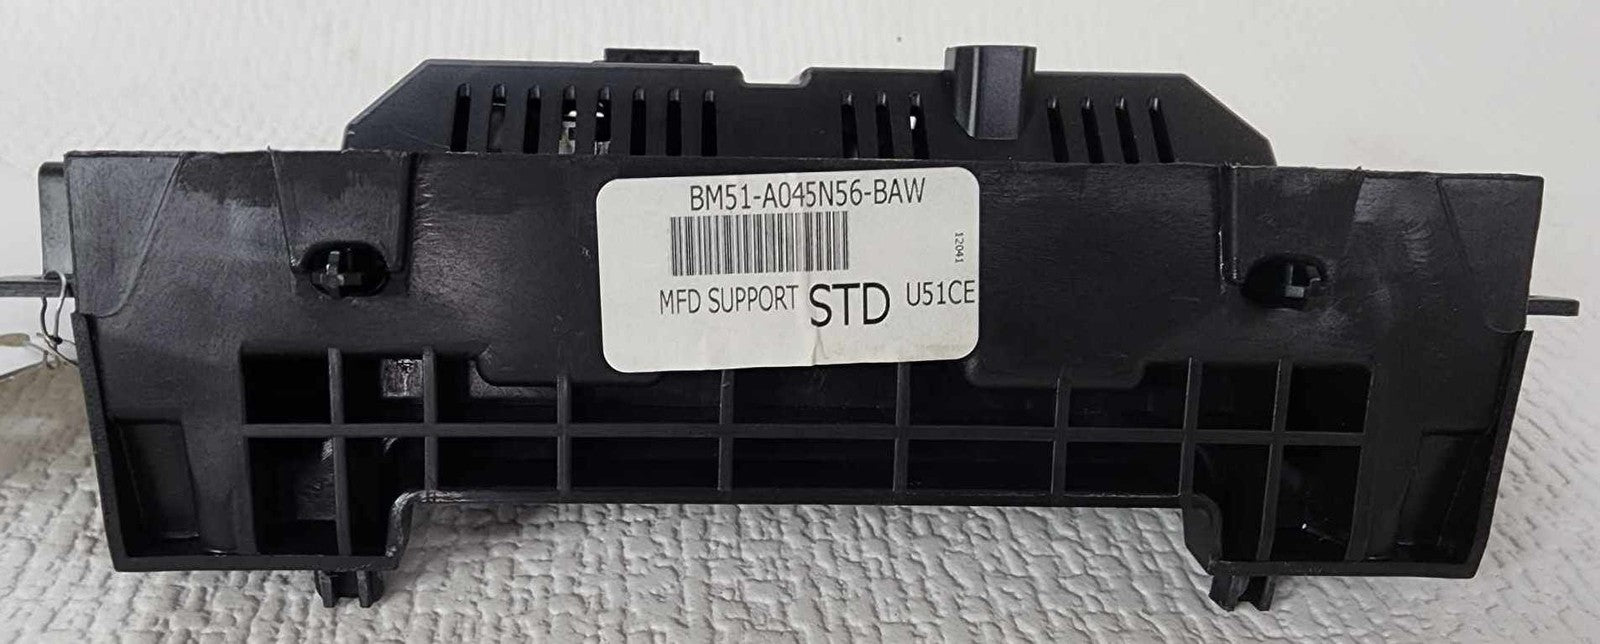 BM51-A045N56-BAW
12041
MFD SUPPORT STD U51CE